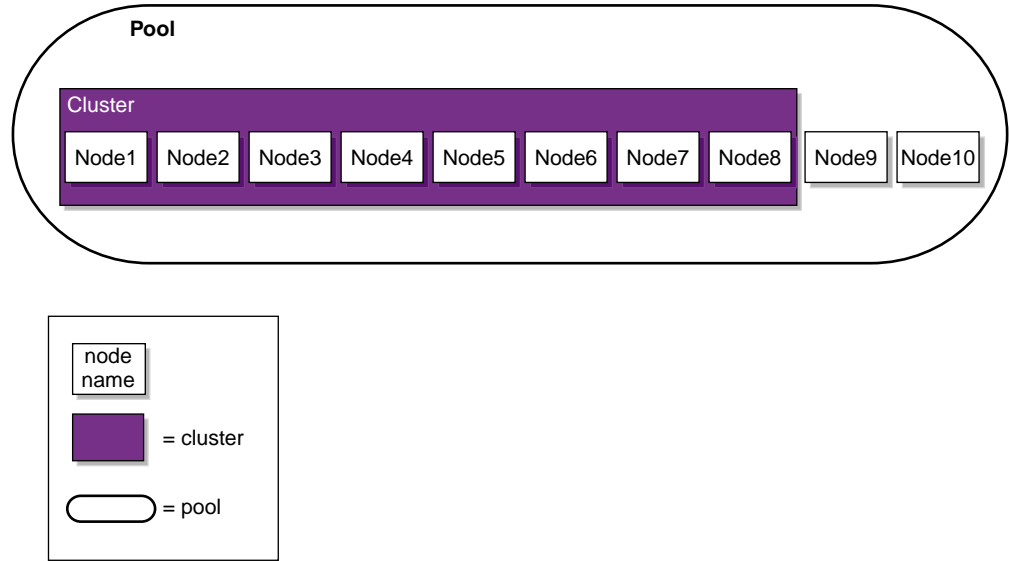 Pool
Cluster
Node1 Node2 Node3 Node4 Node5 Node6 Node7 Node8 Node9 Node10
node
name
= cluster
= pool